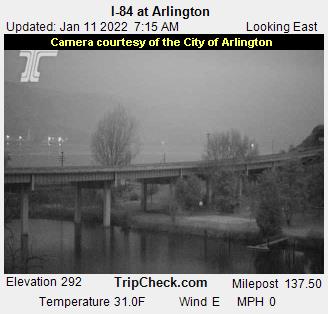 I-84 at Arlington
Updated: Jan 11 2022 7:15 AM Looking East
Camera courtesy of the City of Arlington
Elevation 292 TripCheck.com Milepost 137.50
Temperature 31.0F Wind E MPH 0